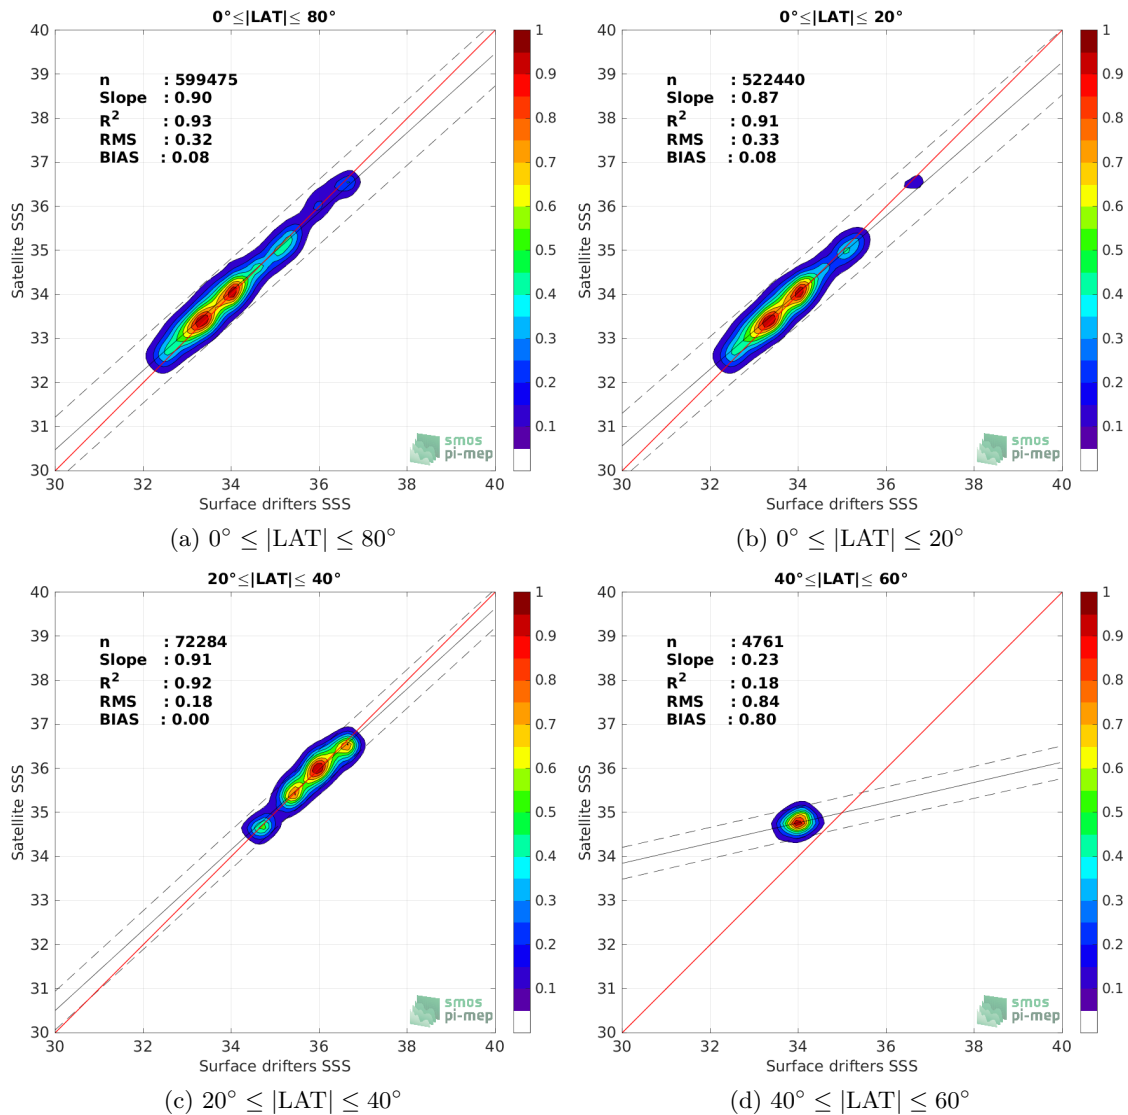 0°≤|LAT|≤ 80°
n : 599475
Slope : 0.90
R² : 0.93
RMS : 0.32
BIAS : 0.08
40
39
38
37
36
35
34
33
32
31
30
Satellite SSS
30 32 34 36 38 40
Surface drifters SSS
1
0.9
0.8
0.7
0.6
0.5
0.4
0.3
0.2
0.1
smos
pi-mep
(a) 0° ≤ |LAT| ≤ 80°
0°≤|LAT|≤ 20°
n : 522440
Slope : 0.87
R² : 0.91
RMS : 0.33
BIAS : 0.08
40
39
38
37
36
35
34
33
32
31
30
Satellite SSS
30 32 34 36 38 40
Surface drifters SSS
1
0.9
0.8
0.7
0.6
0.5
0.4
0.3
0.2
0.1
smos
pi-mep
(b) 0° ≤ |LAT| ≤ 20°
20°≤|LAT|≤ 40°
n : 72284
Slope : 0.91
R² : 0.92
RMS : 0.18
BIAS : 0.00
40
39
38
37
36
35
34
33
32
31
30
Satellite SSS
30 32 34 36 38 40
Surface drifters SSS
1
0.9
0.8
0.7
0.6
0.5
0.4
0.3
0.2
0.1
smos
pi-mep
(c) 20° ≤ |LAT| ≤ 40°
40°≤|LAT|≤ 60°
n : 4761
Slope : 0.23
R² : 0.18
RMS : 0.84
BIAS : 0.80
40
39
38
37
36
35
34
33
32
31
30
Satellite SSS
30 32 34 36 38 40
Surface drifters SSS
1
0.9
0.8
0.7
0.6
0.5
0.4
0.3
0.2
0.1
smos
pi-mep
(d) 40° ≤ |LAT| ≤ 60°